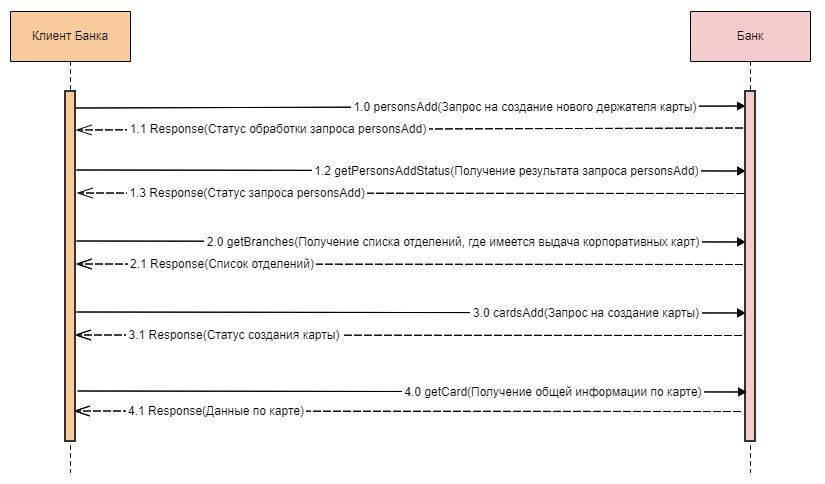 Клиент Банка
Банк
1.0 personsAdd(Запрос на создание нового держателя карты)
1.1 Response(Статус обработки запроса personsAdd)
1.2 getPersonsAddStatus(Получение результата запроса personsAdd)
1.3 Response(Статус запроса personsAdd)
2.0 getBranches(Получение списка отделений, где имеется выдача корпоративных карт)
2.1 Response(Список отделений)
3.0 cardsAdd(Запрос на создание карты)
3.1 Response(Статус создания карты)
4.0 getCard(Получение общей информации по карте)
4.1 Response(Данные по карте)